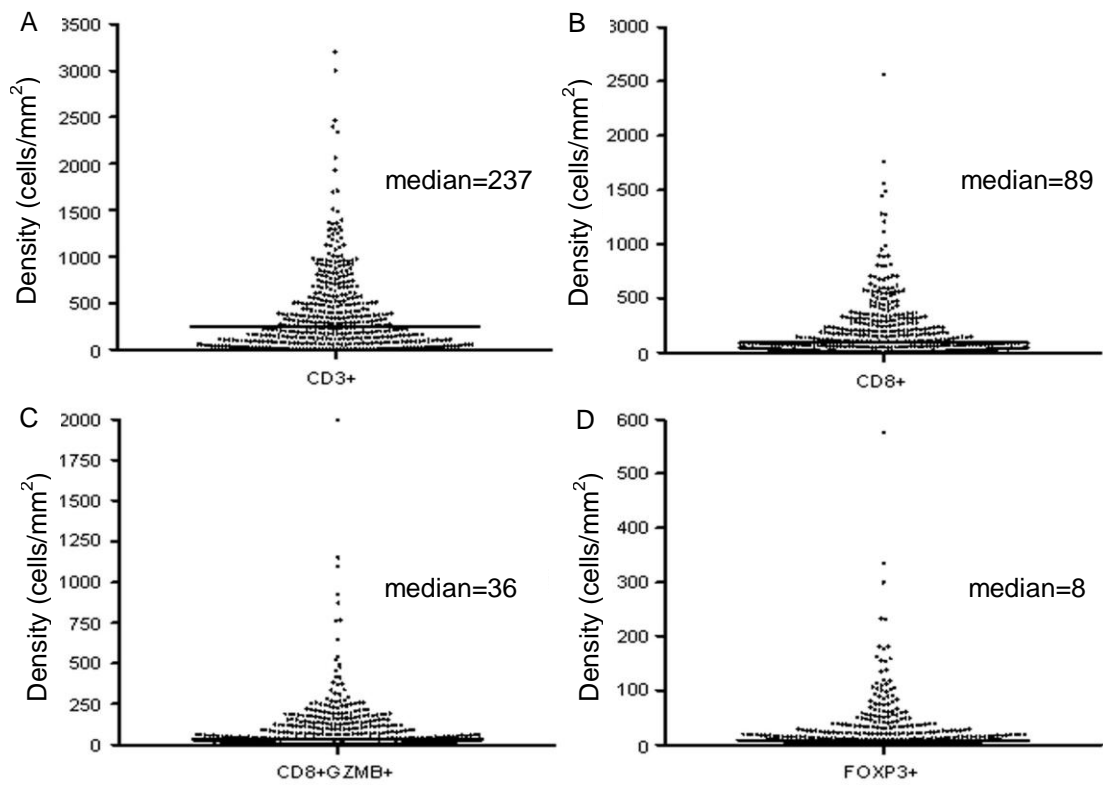 A
Density (cells/mm²)
3500
3000
2500
2000
1500
1000
500
0
median=237
CD3+
B
Density (cells/mm²)
3000
2500
2000
1500
1000
500
0
median=89
CD8+
C
Density (cells/mm²)
2000
1750
1500
1250
1000
750
500
250
0
median=36
CD8+GZMB+
D
Density (cells/mm²)
600
500
400
300
200
100
0
median=8
FOXP3+